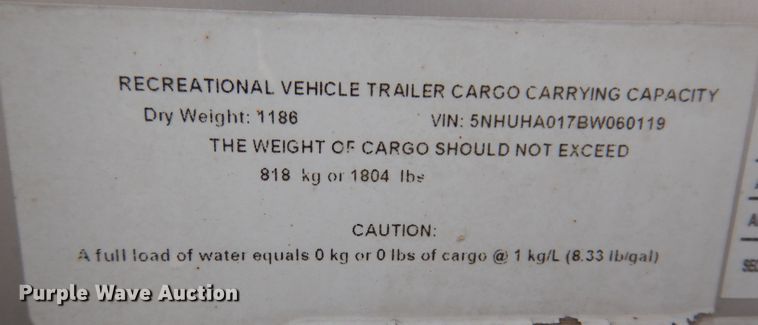 RECREATIONAL VEHICLE TRAILER CARGO CARRYING CAPACITY
Dry Weight: 1186 VIN: 5NHUHA017BW060119
THE WEIGHT OF CARGO SHOULD NOT EXCEED
818 kg or 1804 lbs
CAUTION:
A full load of water equals 0 kg or 0 lbs of cargo @ 1 kg/L (8.33 lb/gal)
Purple Wave Auction